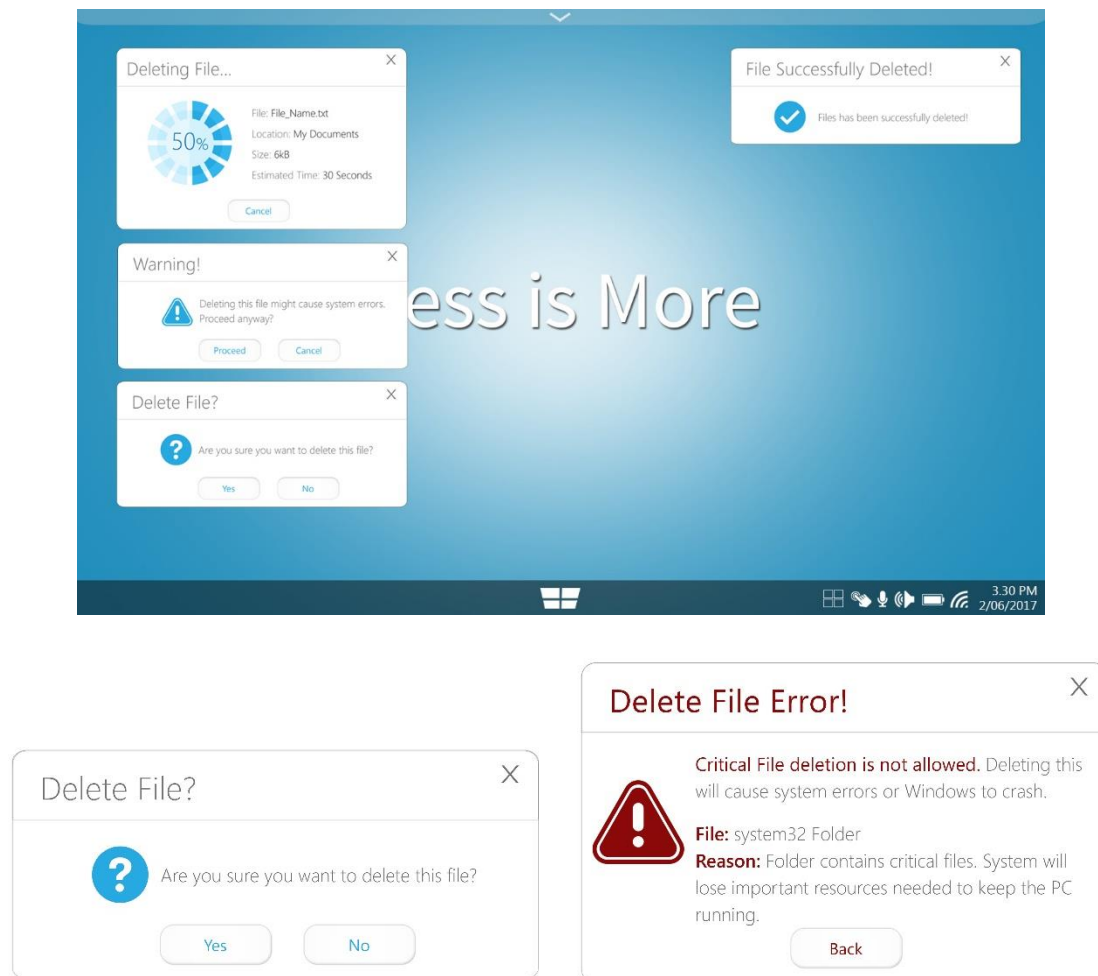 Deleting File...
X
50%
File: File_Name.txt
Location: My Documents
Size: 6kB
Estimated Time: 30 Seconds
Cancel
File Successfully Deleted!
X
Files has been successfully deleted!
Warning!
X
Deleting this file might cause system errors.
Proceed anyway?
Proceed
Cancel
ess is More
Delete File?
X
Are you sure you want to delete this file?
Yes
No
3.30 PM
2/06/2017
Delete File?
X
Are you sure you want to delete this file?
Yes
No
Delete File Error!
X
Critical File deletion is not allowed. Deleting this
will cause system errors or Windows to crash.
File: system32 Folder
Reason: Folder contains critical files. System will
lose important resources needed to keep the PC
running.
Back